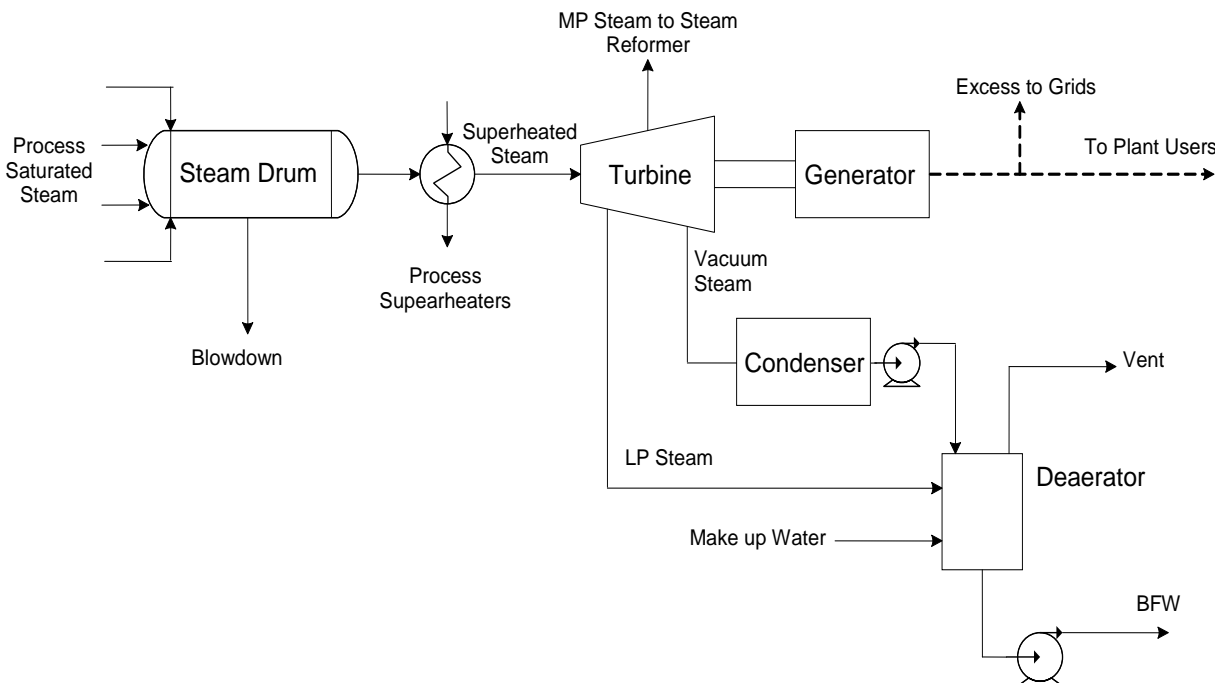 MP Steam to Steam
Reformer
Excess to Grids
Process
Saturated
Steam
Steam Drum
Superheated
Steam
Turbine
Generator
To Plant Users
Process
Supearheaters
Vacuum
Steam
Blowdown
Condenser
Vent
LP Steam
Deaerator
Make up Water
BFW